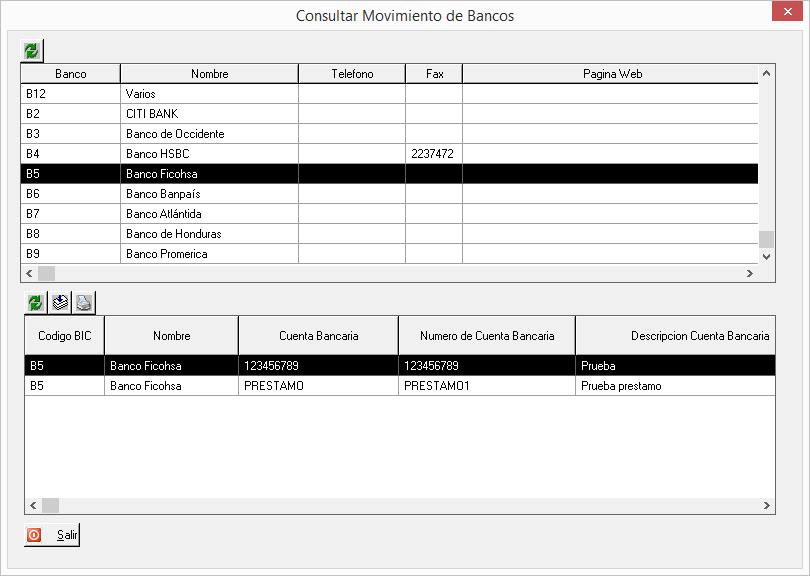 Consultar Movimiento de Bancos
Banco Nombre Telefono Fax Pagina Web
B12 Varios
B2 CITI BANK
B3 Banco de Occidente
B4 Banco HSBC 2237472
B5 Banco Ficohsa
B6 Banco Banpaís
B7 Banco Atlántida
B8 Banco de Honduras
B9 Banco Promerica
Codigo BIC Nombre Cuenta Bancaria Numero de Cuenta Bancaria Descripcion Cuenta Bancaria
B5 Banco Ficohsa 123456789 123456789 Prueba
B5 Banco Ficohsa PRESTAMO PRESTAMO1 Prueba prestamo
Salir